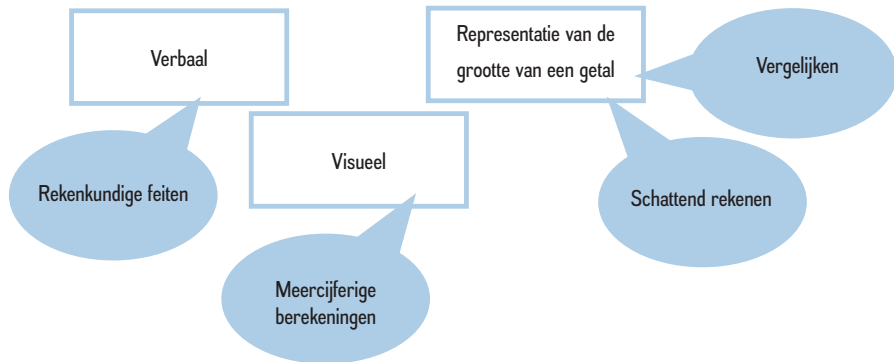 Verbaal
Representatie van de
grootte van een getal
Vergelijken
Visueel
Rekenkundige feiten
Schattend rekenen
Meercijferige
berekeningen